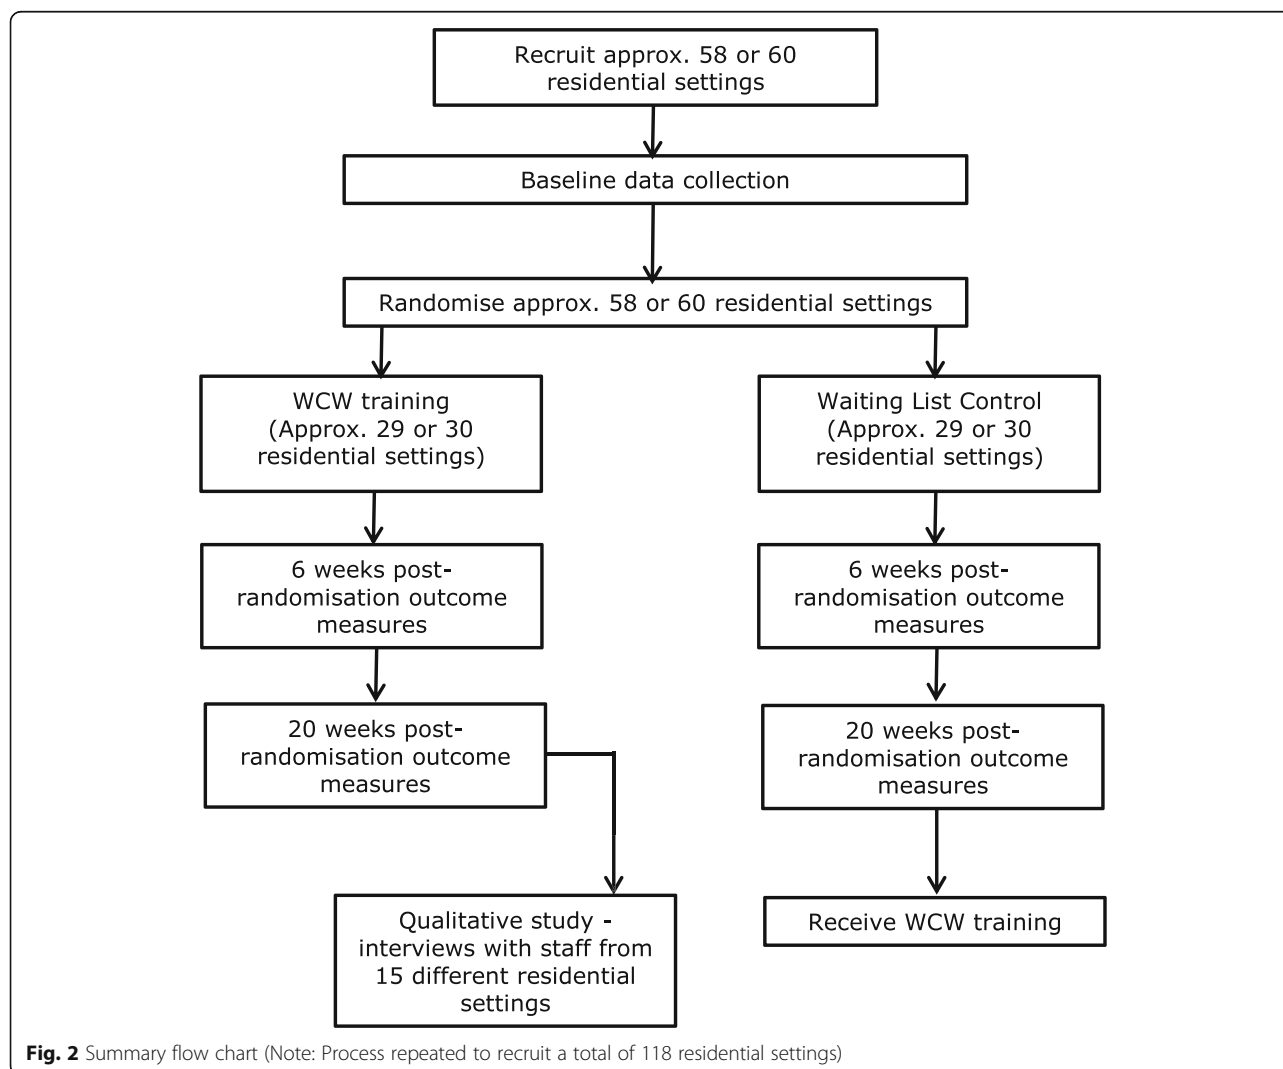 Recruit approx. 58 or 60
residential settings
Baseline data collection
Randomise approx. 58 or 60 residential settings
WCW training
(Approx. 29 or 30
residential settings)
Waiting List Control
(Approx. 29 or 30
residential settings)
6 weeks post-
randomisation outcome
measures
6 weeks post-
randomisation outcome
measures
20 weeks post-
randomisation outcome
measures
20 weeks post-
randomisation outcome
measures
Qualitative study -
interviews with staff from
15 different residential
settings
Receive WCW training
Fig. 2 Summary flow chart (Note: Process repeated to recruit a total of 118 residential settings)